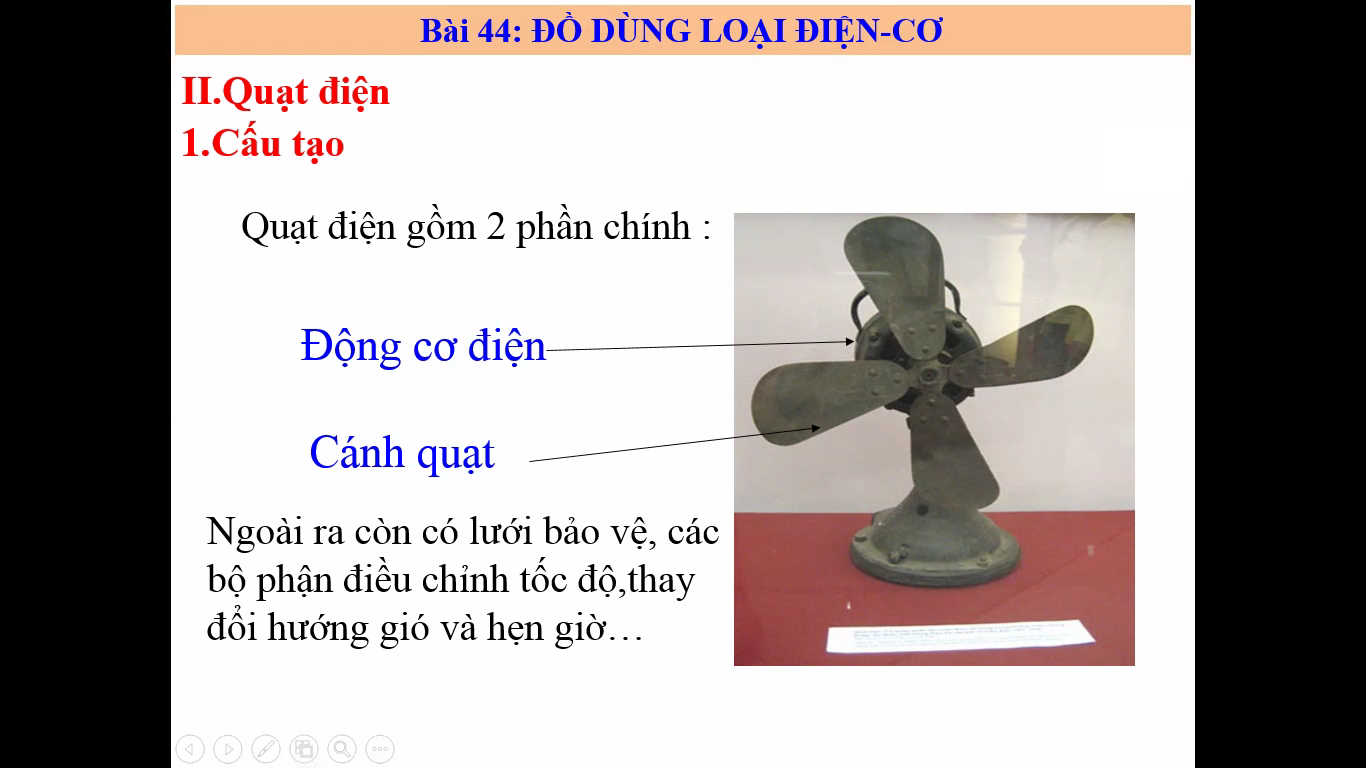 Bài 44: ĐỒ DÙNG LOẠI ĐIỆN-CƠ
II.Quạt điện
1.Cấu tạo
Quạt điện gồm 2 phần chính :
Động cơ điện
Cánh quạt
Ngoài ra còn có lưới bảo vệ, các
bộ phận điều chỉnh tốc độ,thay
đổi hướng gió và hẹn giờ…